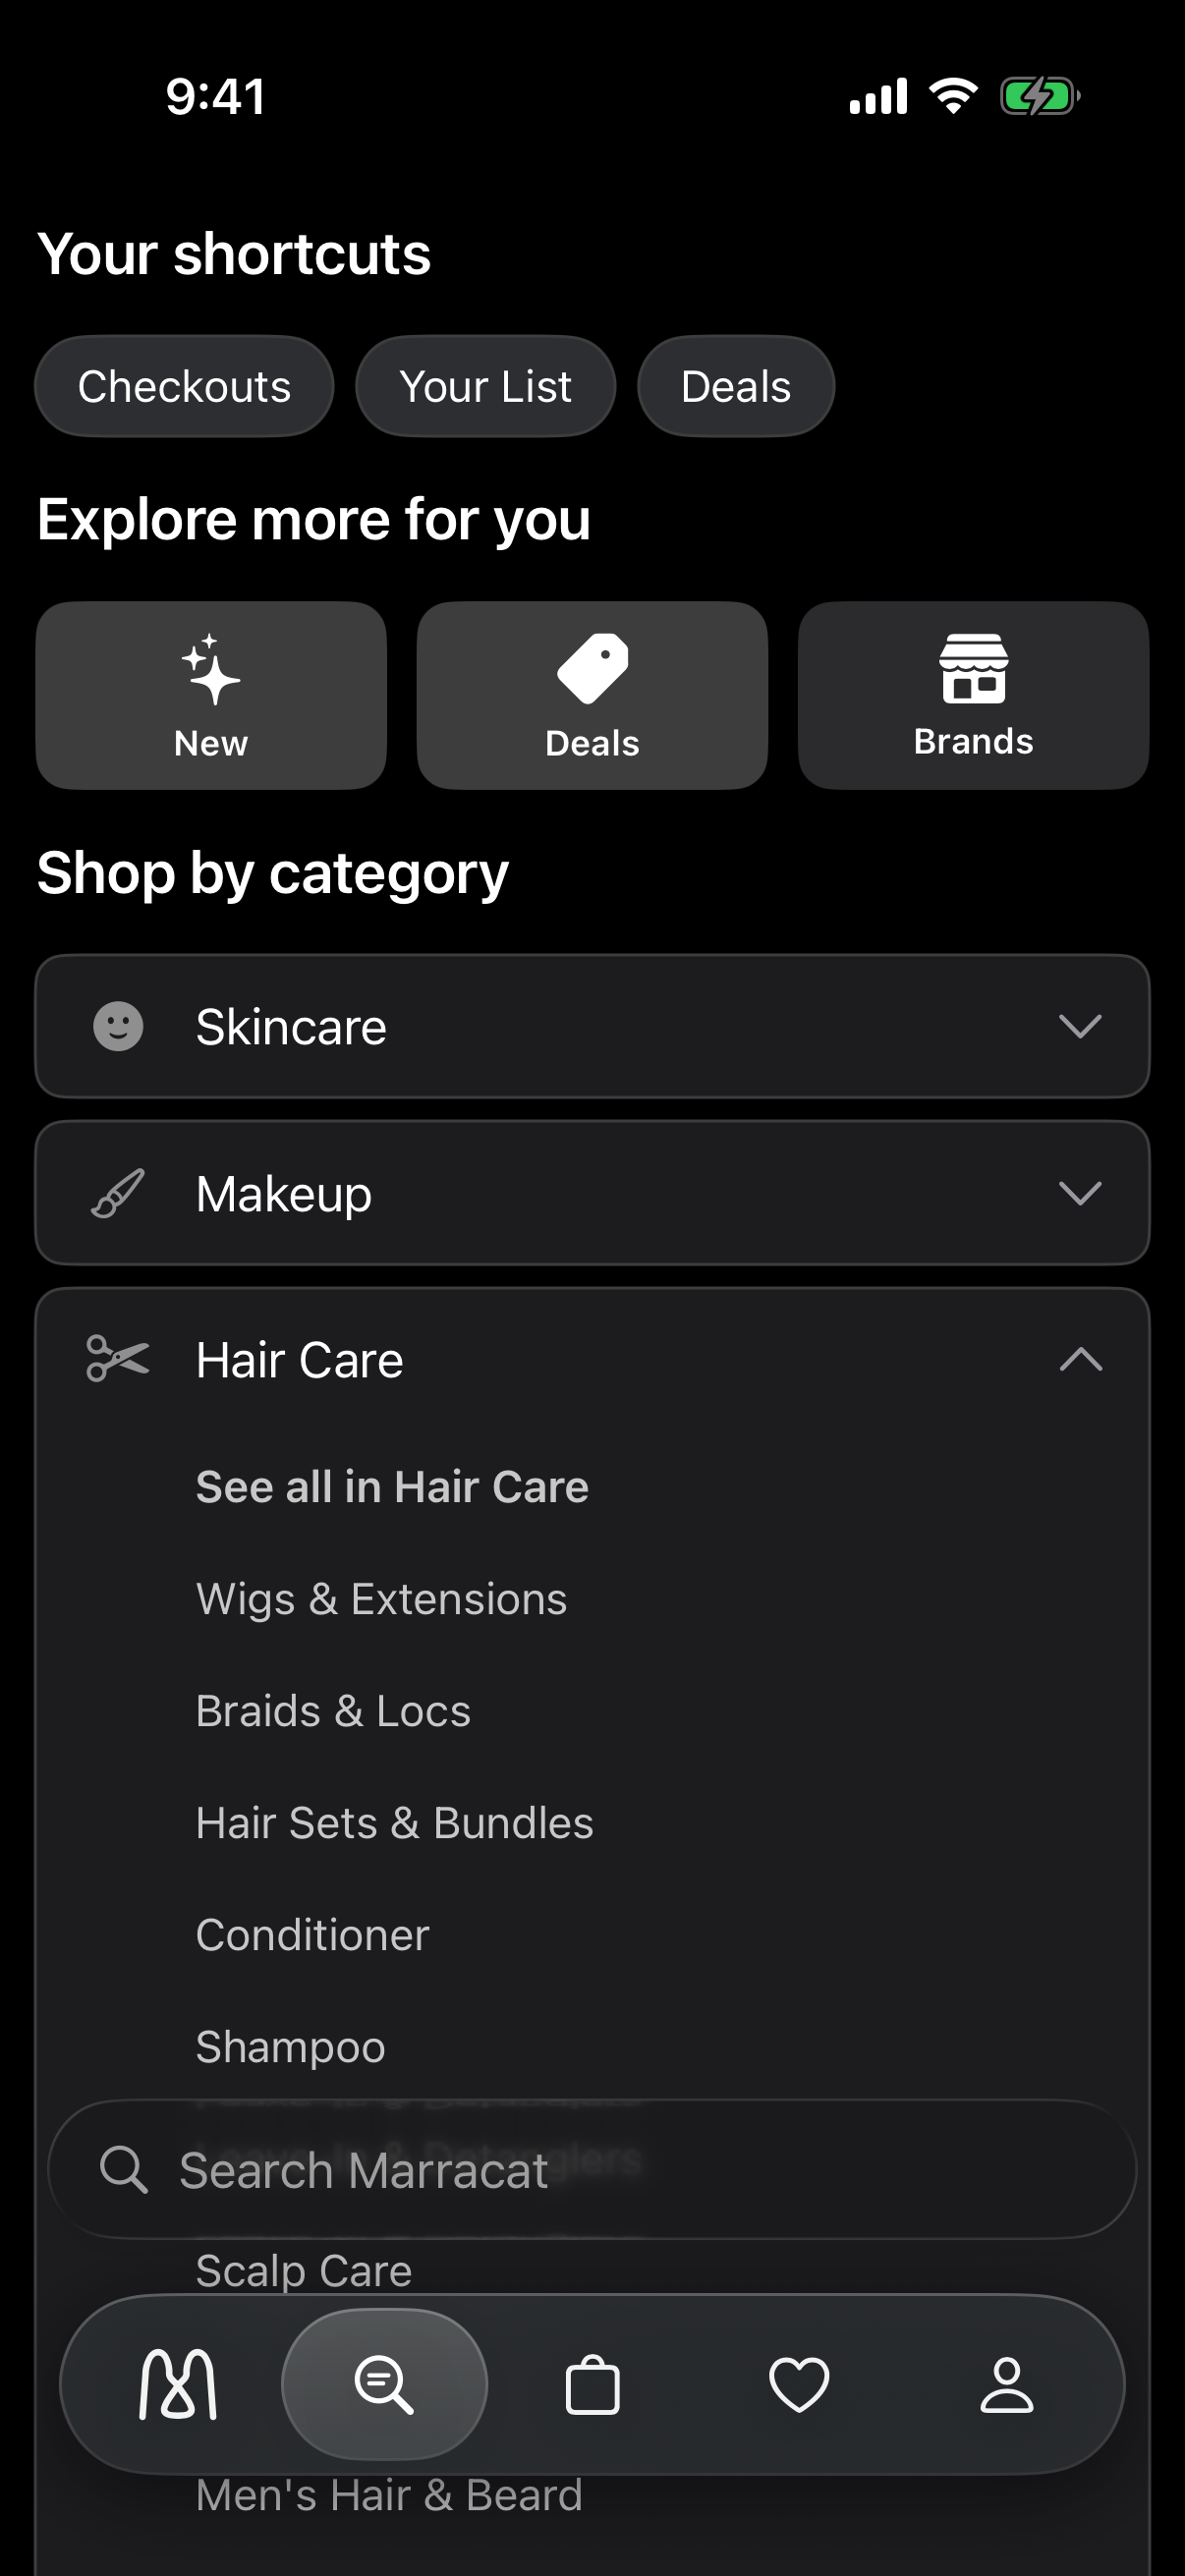 9:41
Your shortcuts
Checkouts
Your List
Deals
Explore more for you
New
Deals
Brands
Shop by category
Skincare
Makeup
Hair Care
See all in Hair Care
Wigs & Extensions
Braids & Locs
Hair Sets & Bundles
Conditioner
Shampoo
Search Marracat
Scalp Care
Men's Hair & Beard